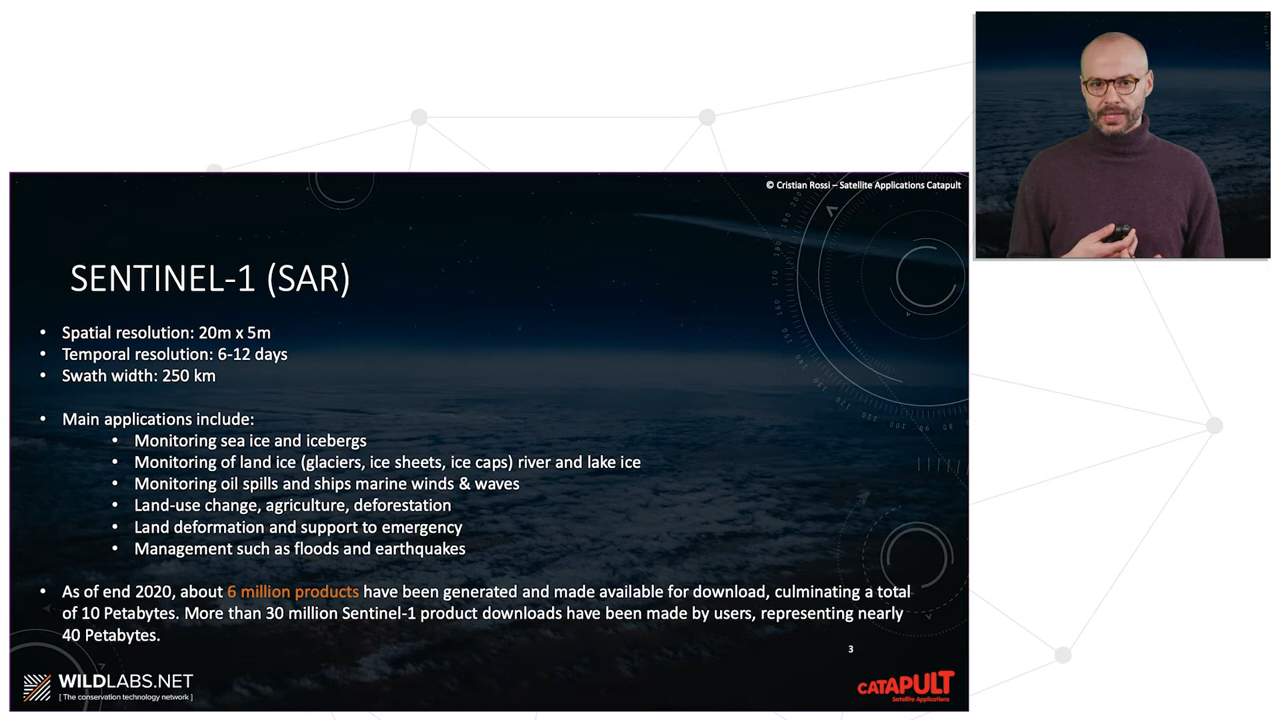 © Cristian Rossi – Satellite Applications Catapult
SENTINEL-1 (SAR)
• Spatial resolution: 20m x 5m
• Temporal resolution: 6-12 days
• Swath width: 250 km
• Main applications include:
• Monitoring sea ice and icebergs
• Monitoring of land ice (glaciers, ice sheets, ice caps) river and lake ice
• Monitoring oil spills and ships marine winds & waves
• Land-use change, agriculture, deforestation
• Land deformation and support to emergency
• Management such as floods and earthquakes
• As of end 2020, about 6 million products have been generated and made available for download, culminating a total
of 10 Petabytes. More than 30 million Sentinel-1 product downloads have been made by users, representing nearly
40 Petabytes.
3
WILDLABS.NET
[ The conservation technology network ]
CATAPULT
Satellite Applications